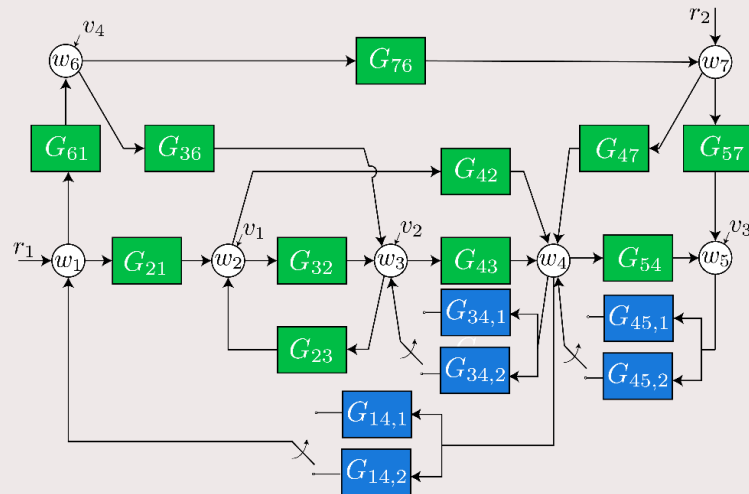 r₂
v₄
w₆
G₇₆
w₇
G₆₁
G₃₆
G₄₂
G₄₇
G₅₇
r₁
w₁
G₂₁
v₁
w₂
G₃₂
v₂
w₃
G₄₃
w₄
G₅₄
v₃
w₅
G₃₄,₁
G₄₅,₁
G₂₃
G₃₄,₂
G₄₅,₂
G₁₄,₁
G₁₄,₂